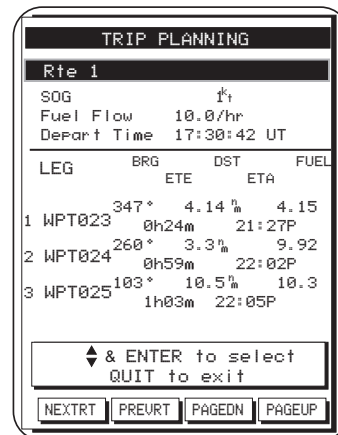 TRIP PLANNING
Rte 1
SOG kt
Fuel Flow 10.0/hr
Depart Time 17:30:42 UT
LEG BRG DST FUEL
ETE ETA
347° 4.14 nm 4.15
1 WPT023 0h24m 21:27P
260° 3.3 nm 9.92
2 WPT024 0h59m 22:02P
103° 10.5 nm 10.3
3 WPT025 1h03m 22:05P
& ENTER to select
QUIT to exit
NEXTRT PREVRT PAGEDN PAGEUP